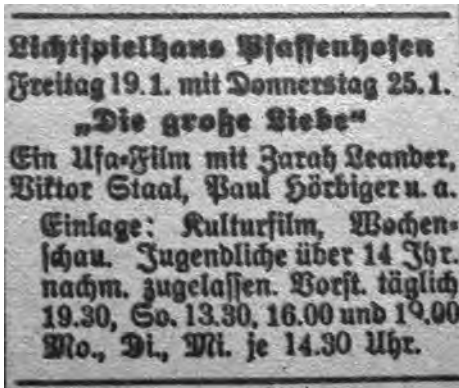 Lichtspielhaus Pfaffenhofen
Freitag 19.1. mit Donnerstag 25.1.
„Die große Liebe“
Ein Ufa-Film mit Zarah Leander,
Viktor Staal, Paul Hörbiger u. a.
Einlage: Kulturfilm, Wochen-
schau. Jugendliche über 14 Jhr.
nachm. zugelassen. Vorst. täglich
19.30, So. 13.30, 16.00 und 19.00
Mo., Di., Mi. je 14.30 Uhr.